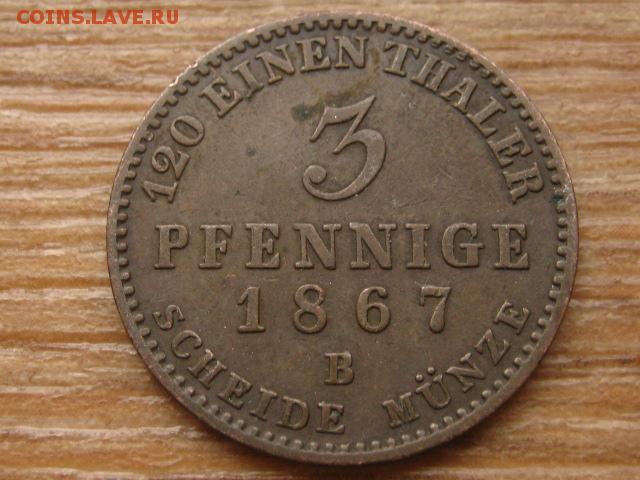 COINS.LAVE.RU
120 EINEN THALER
3
PFENNIGE
1867
B
SCHEIDE MÜNZE